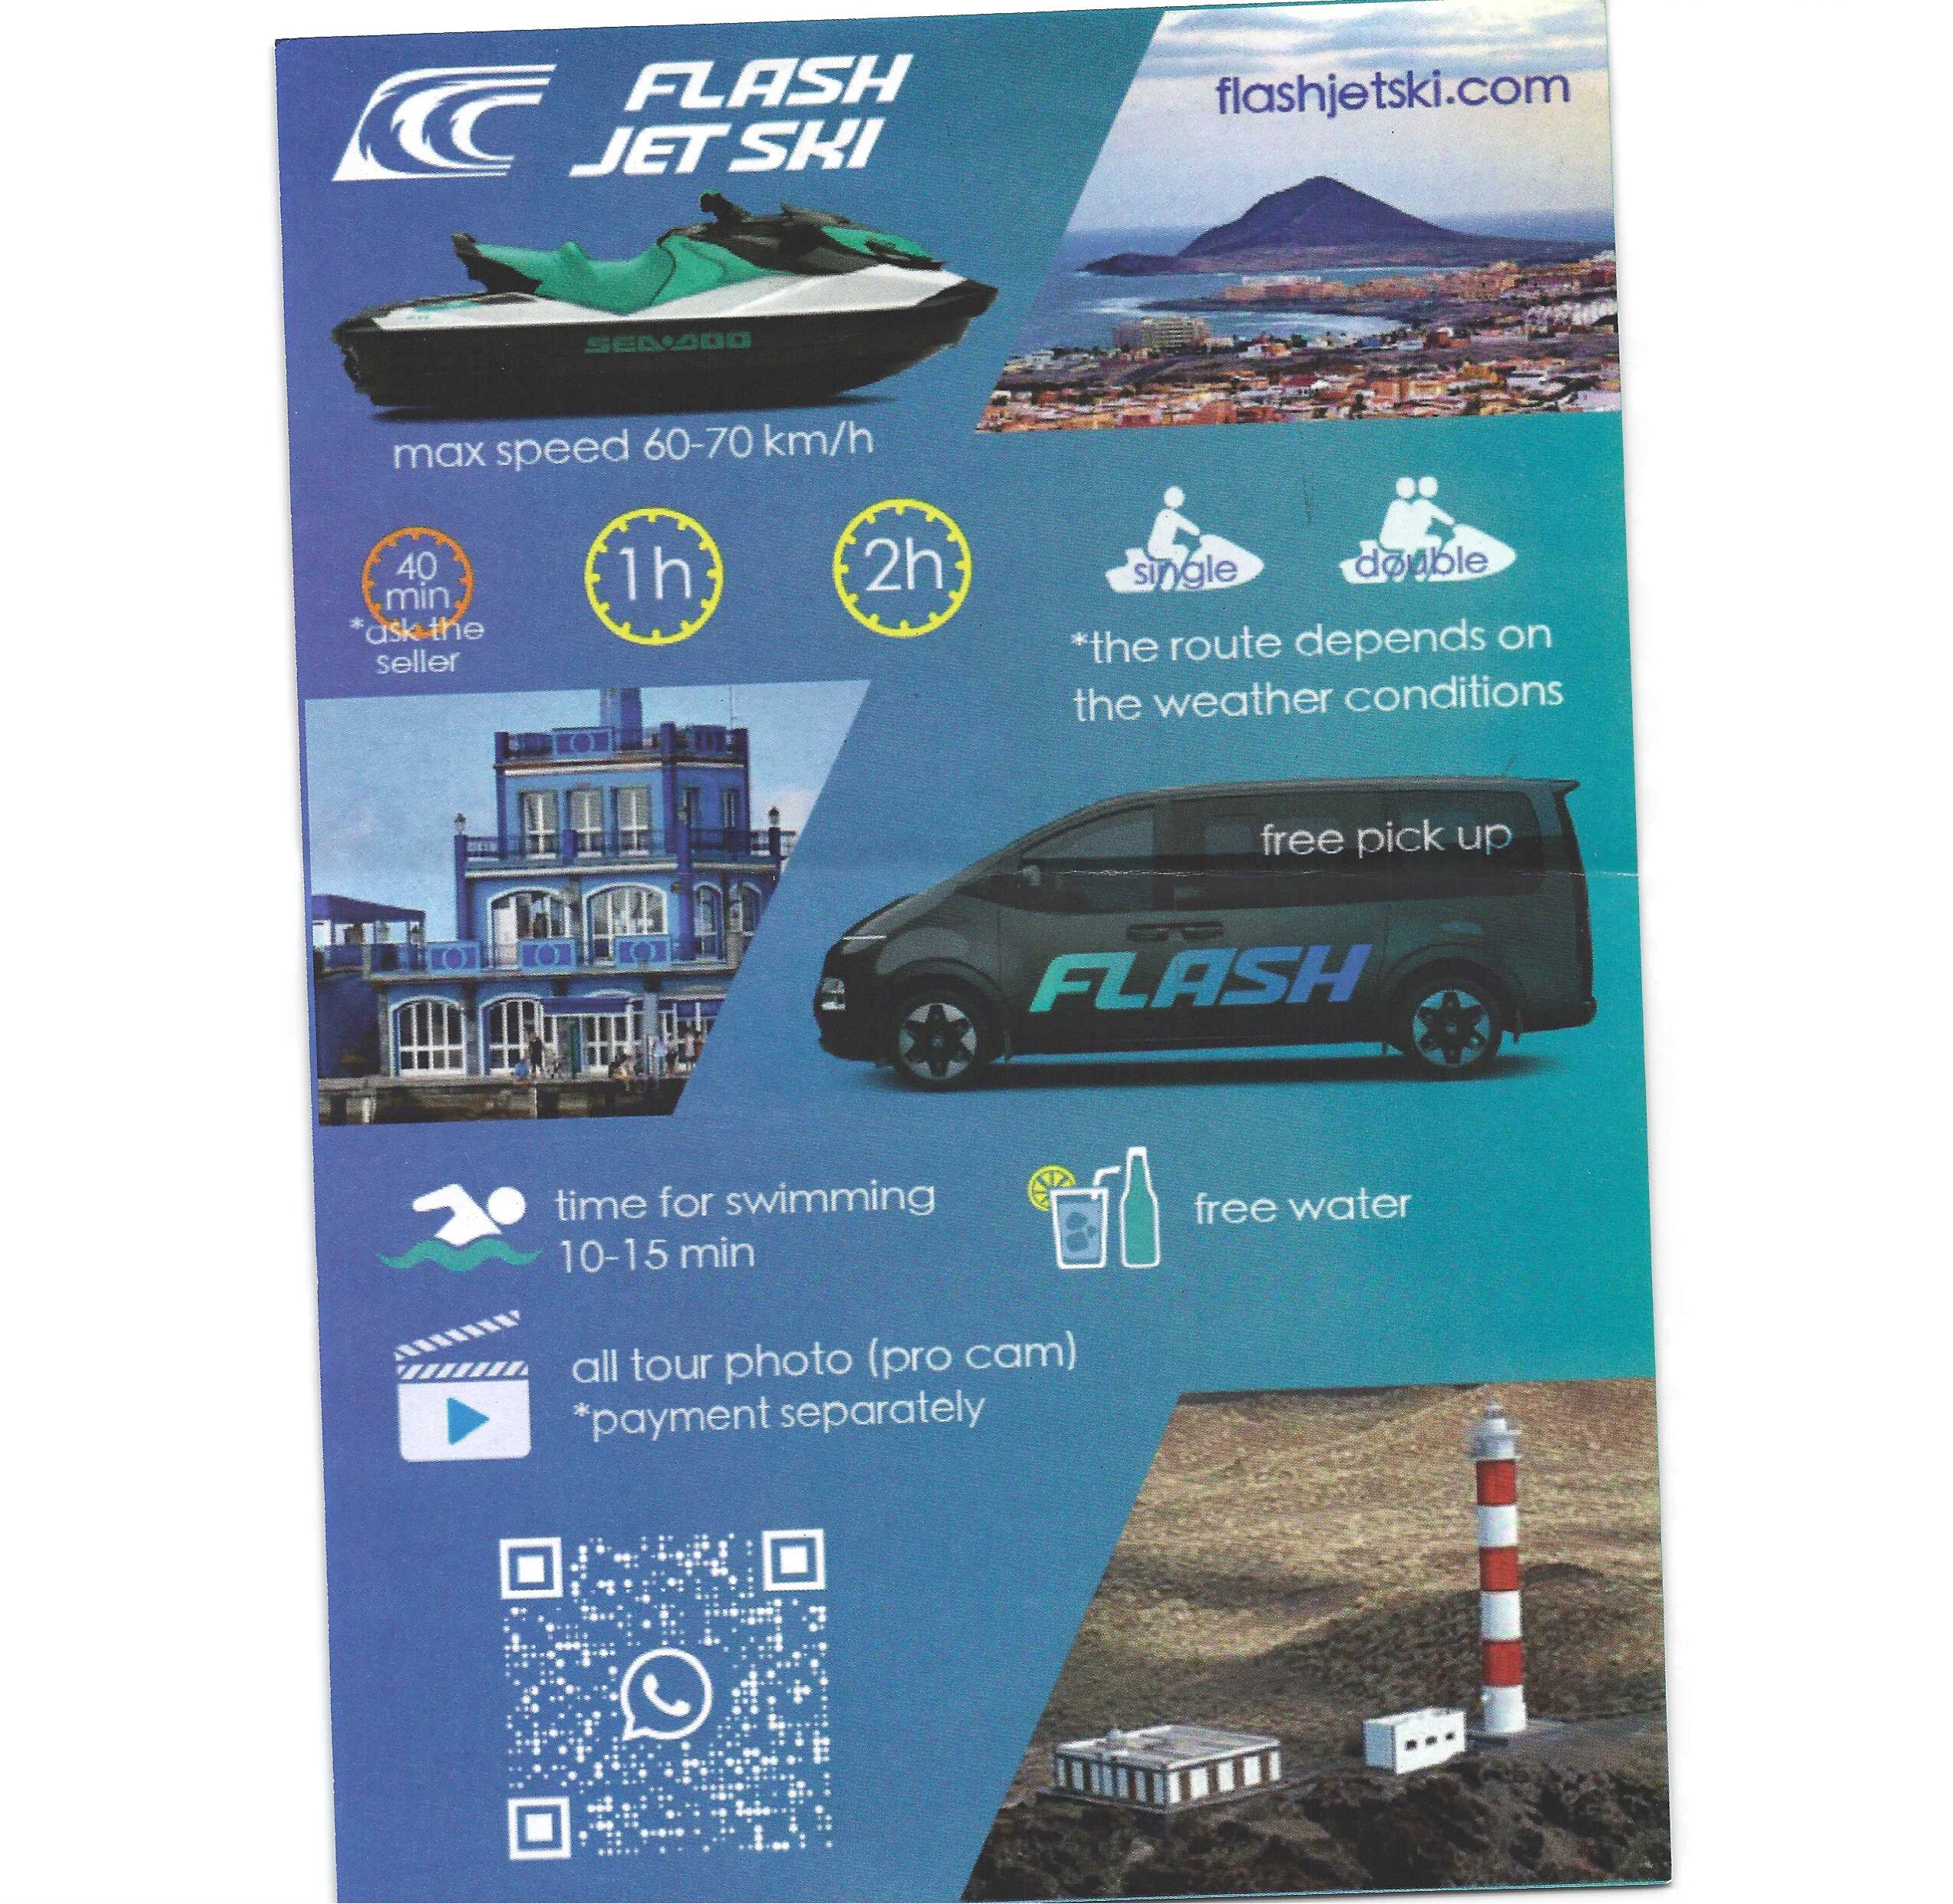 FLASH
JET SKI
flashjetski.com
SEA-DOO
max speed 60-70 km/h
40
min
*ask the
seller
1h
2h
single
double
*the route depends on
the weather conditions
free pick up
FLASH
time for swimming
10-15 min
free water
all tour photo (pro cam)
*payment separately